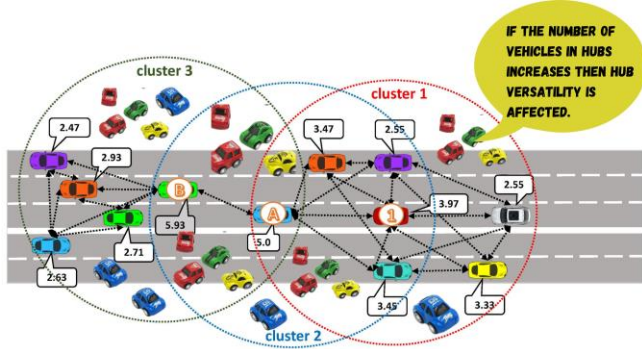 IF THE NUMBER OF
VEHICLES IN HUBS
INCREASES THEN HUB
VERSATILITY IS
AFFECTED.
cluster 3
cluster 1
2.47
2.93
3.47
2.55
2.55
B
A
1
3.97
5.93
5.0
2.71
2.63
3.45
3.33
cluster 2